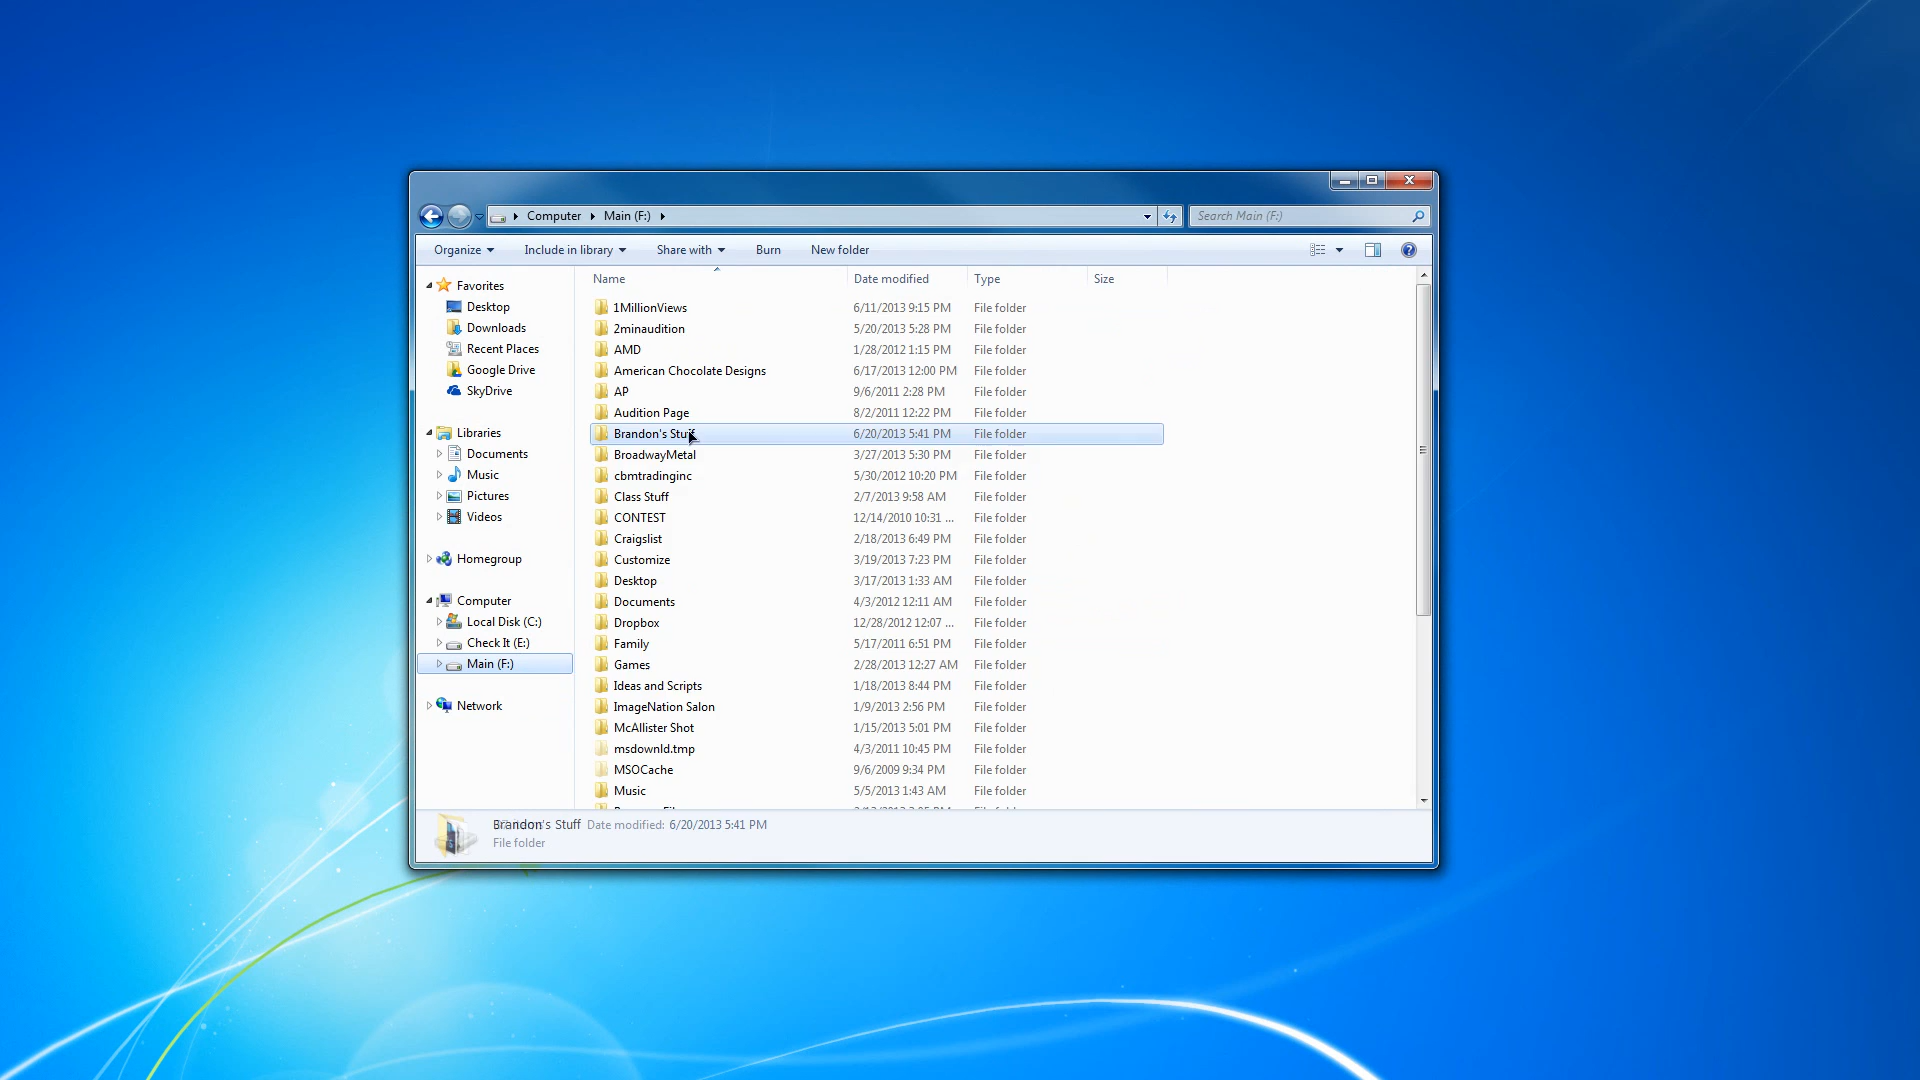 Computer Main (F:)
Search Main (F:)
Organize Include in library Share with Burn New folder
Name Date modified Type Size
Favorites
Desktop
Downloads
Recent Places
Google Drive
SkyDrive
Libraries
Documents
Music
Pictures
Videos
Homegroup
Computer
Local Disk (C:)
Check It (E:)
Main (F:)
Network
1MillionViews 6/11/2013 9:15 PM File folder
2minaudition 5/20/2013 5:28 PM File folder
AMD 1/28/2012 1:15 PM File folder
American Chocolate Designs 6/17/2013 12:00 PM File folder
AP 9/6/2011 2:28 PM File folder
Audition Page 8/2/2011 12:22 PM File folder
Brandon's Stuff 6/20/2013 5:41 PM File folder
BroadwayMetal 3/27/2013 5:30 PM File folder
cbmtradinginc 5/30/2012 10:20 PM File folder
Class Stuff 2/7/2013 9:58 AM File folder
CONTEST 12/14/2010 10:31 ... File folder
Craigslist 2/18/2013 6:49 PM File folder
Customize 3/19/2013 7:23 PM File folder
Desktop 3/17/2013 1:33 AM File folder
Documents 4/3/2012 12:11 AM File folder
Dropbox 12/28/2012 12:07 ... File folder
Family 5/17/2011 6:51 PM File folder
Games 2/28/2013 12:27 AM File folder
Ideas and Scripts 1/18/2013 8:44 PM File folder
ImageNation Salon 1/9/2013 2:56 PM File folder
McAllister Shot 1/15/2013 5:01 PM File folder
msdownld.tmp 4/3/2011 10:45 PM File folder
MSOCache 9/6/2009 9:34 PM File folder
Music 5/5/2013 1:43 AM File folder
Brandon's Stuff Date modified: 6/20/2013 5:41 PM
File folder